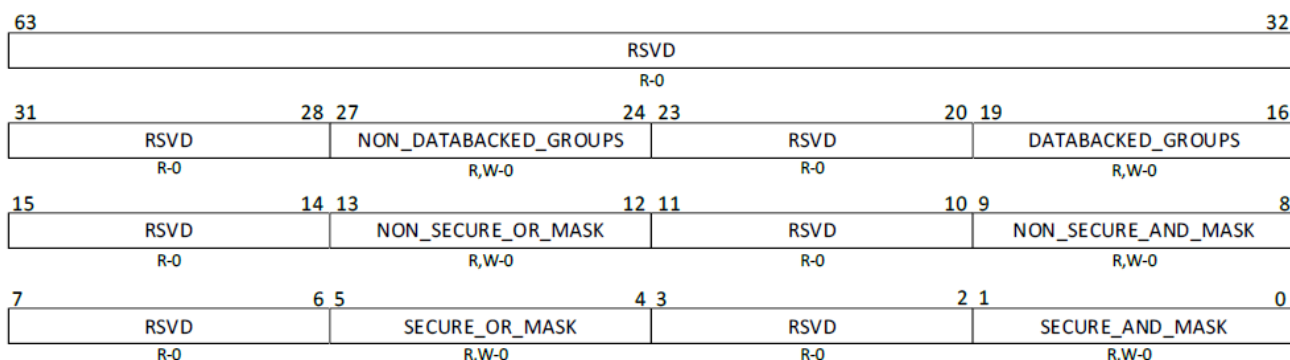 63 32
RSVD
R-0
31 28 27 24 23 20 19 16
RSVD NON_DATABACKED_GROUPS RSVD DATABACKED_GROUPS
R-0 R,W-0 R-0 R,W-0
15 14 13 12 11 10 9 8
RSVD NON_SECURE_OR_MASK RSVD NON_SECURE_AND_MASK
R-0 R,W-0 R-0 R,W-0
7 6 5 4 3 2 1 0
RSVD SECURE_OR_MASK RSVD SECURE_AND_MASK
R-0 R,W-0 R-0 R,W-0